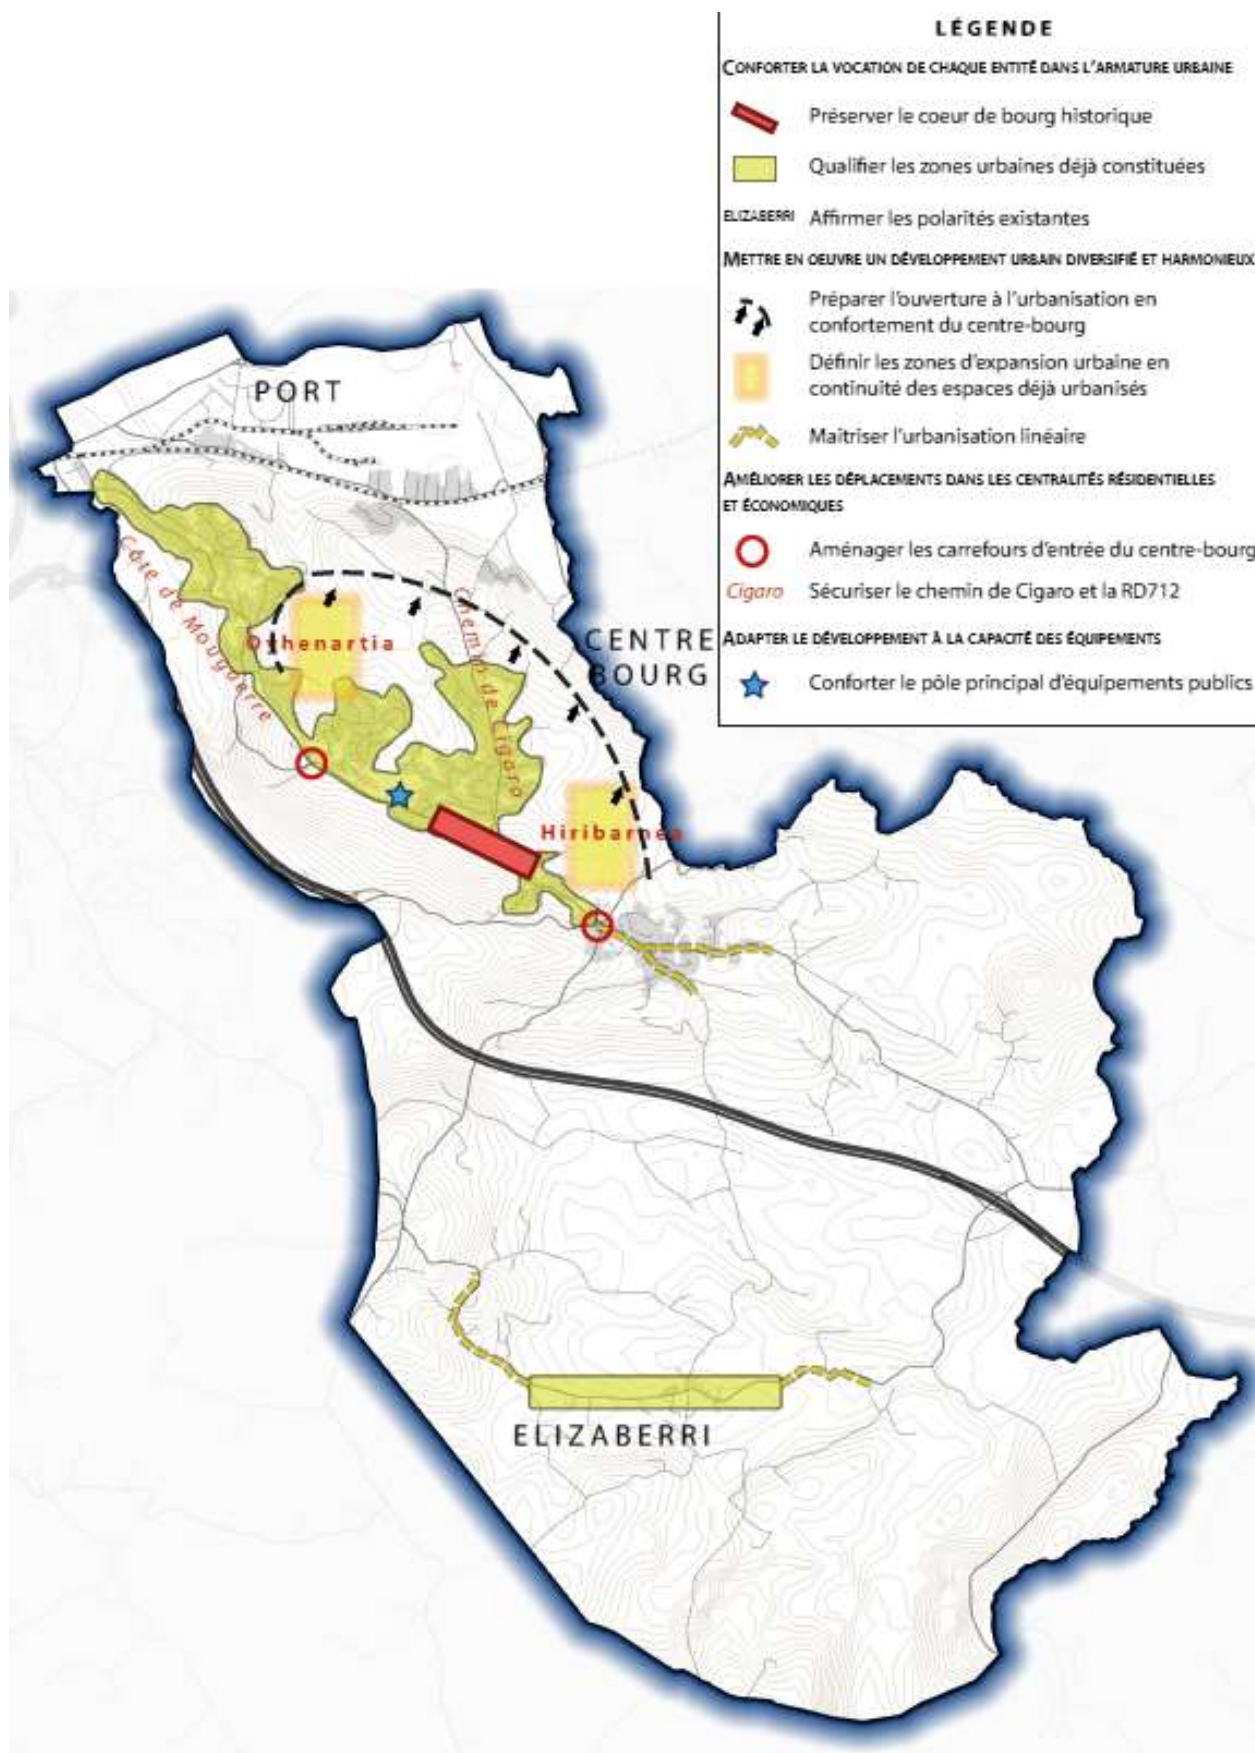 LÉGENDE
CONFORTER LA VOCATION DE CHAQUE ENTITÉ DANS L'ARMATURE URBAINE
Préserver le coeur de bourg historique
Qualifier les zones urbaines déjà constituées
ELIZABERRI Affirmer les polarités existantes
METTRE EN OEUVRE UN DÉVELOPPEMENT URBAIN DIVERSIFIÉ ET HARMONIEUX
Préparer l'ouverture à l'urbanisation en
confortement du centre-bourg
Définir les zones d'expansion urbaine en
continuité des espaces déjà urbanisés
Maîtriser l'urbanisation linéaire
AMÉLIORER LES DÉPLACEMENTS DANS LES CENTRALITÉS RÉSIDENTIELLES
ET ÉCONOMIQUES
Aménager les carrefours d'entrée du centre-bourg
Cigaro Sécuriser le chemin de Cigaro et la RD712
ADAPTER LE DÉVELOPPEMENT À LA CAPACITÉ DES ÉQUIPEMENTS
Conforter le pôle principal d'équipements publics
PORT
Côte de Mouguerre
Oyhenartia
Chemin de Cigaro
CENTRE
BOURG
Hiribarnea
ELIZABERRI